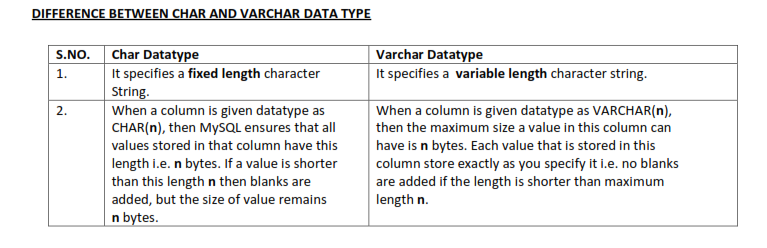 DIFFERENCE BETWEEN CHAR AND VARCHAR DATA TYPE
S.NO. Char Datatype Varchar Datatype
1. It specifies a fixed length character String. It specifies a variable length character string.
2. When a column is given datatype as
CHAR(n), then MySQL ensures that all
values stored in that column have this
length i.e. n bytes. If a value is shorter
than this length n then blanks are
added, but the size of value remains
n bytes.
When a column is given datatype as VARCHAR(n),
then the maximum size a value in this column can
have is n bytes. Each value that is stored in this
column store exactly as you specify it i.e. no blanks
are added if the length is shorter than maximum
length n.